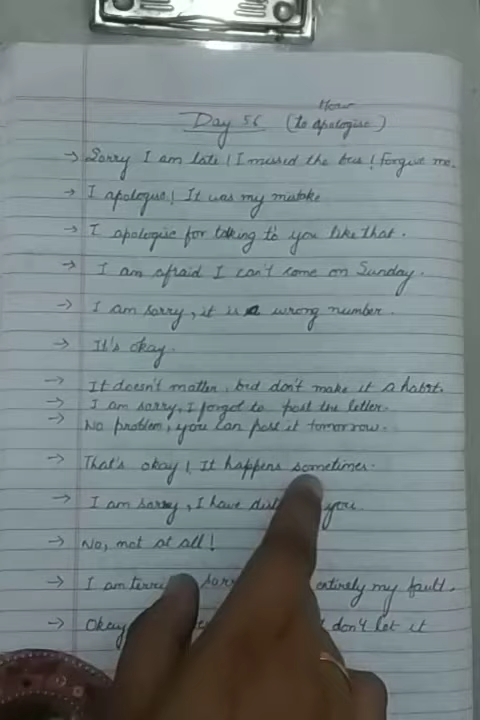 How
Day 56 (to apologise)
→ Sorry I am late! I missed the bus! forgive me.
→ I apologise! It was my mistake
→ I apologise for talking to you like that.
→ I am afraid I can't come on Sunday.
→ I am sorry, it is a wrong number.
→ It's okay.
→ It doesn't matter, but don't make it a habit.
→ I am sorry, I forgot to post the letter.
→ No problem, you can post it tomorrow.
→ That's okay! It happens sometimes.
→ I am sorry, I have you.
→ No, not at all!
→ I am my fault.
→ Okay don't let it